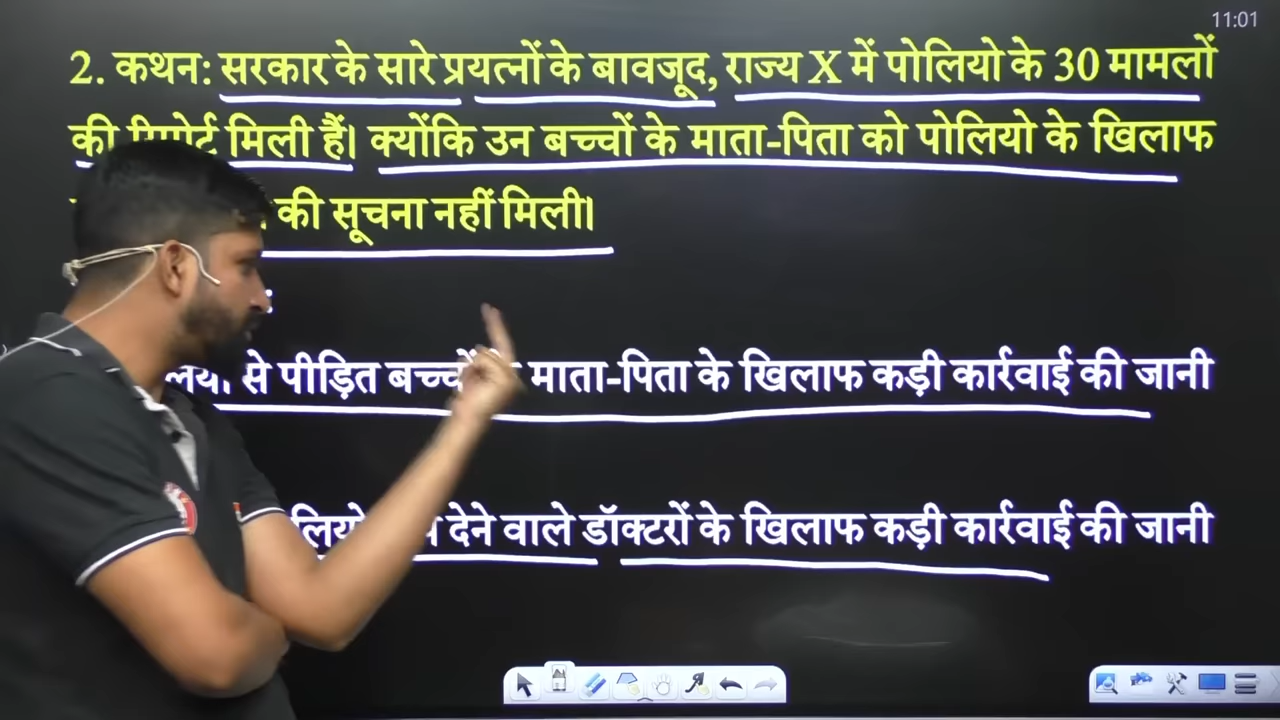 11:01
2. कथन: सरकार के सारे प्रयत्नों के बावजूद, राज्य X में पोलियो के 30 मामलों
की रिपोर्ट मिली हैं। क्योंकि उन बच्चों के माता-पिता को पोलियो के खिलाफ
की सूचना नहीं मिली।
से पीड़ित बच्चों माता-पिता के खिलाफ कड़ी कार्रवाई की जानी
देने वाले डॉक्टरों के खिलाफ कड़ी कार्रवाई की जानी